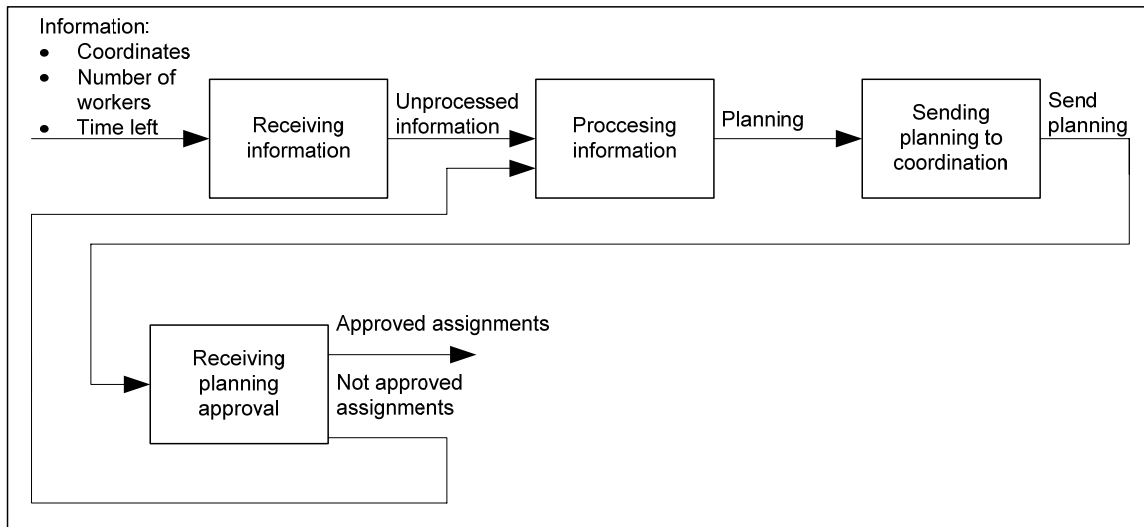 Information:
• Coordinates
• Number of
workers
• Time left
Receiving
information
Unprocessed
information
Proccesing
information
Planning
Sending
planning to
coordination
Send
planning
Receiving
planning
approval
Approved assignments
Not approved
assignments